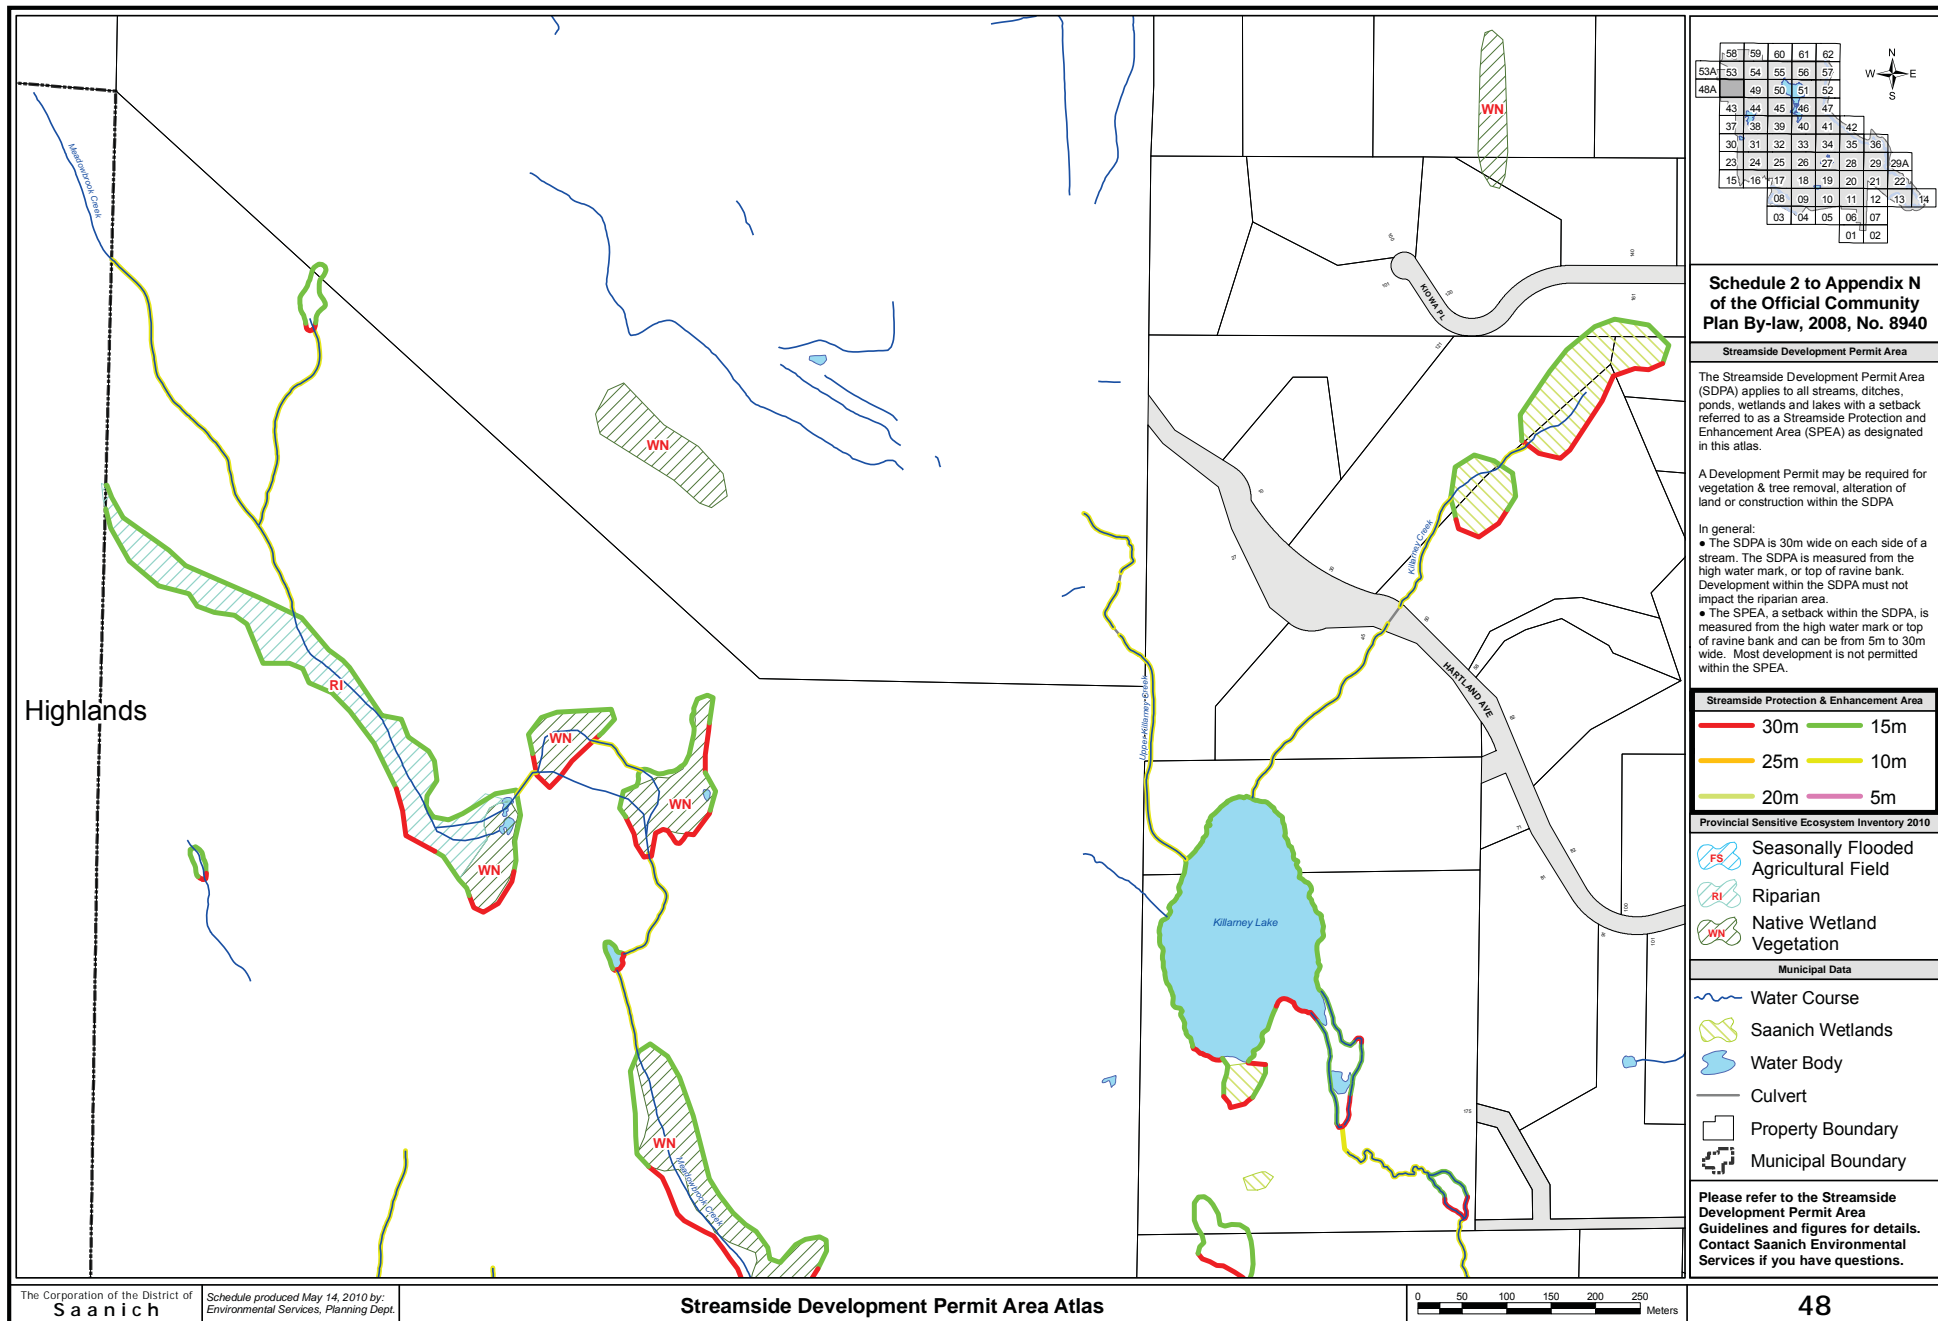 Meadowbrook Creek
WN
WN
KIOWA PL
100
101
130
121
140
161
Killarney Creek
HARTLAND AVE
Upper Killarney Creek
Highlands
RI
WN
WN
WN
Killarney Lake
WN
Meadowbrook Creek
175
100
101
58 59 60 61 62
53A 53 54 55 56 57
48A 49 50 51 52
43 44 45 46 47
37 38 39 40 41 42
30 31 32 33 34 35 36
23 24 25 26 27 28 29 29A
15 16 17 18 19 20 21 22
08 09 10 11 12 13 14
03 04 05 06 07
01 02
N
W E
S
Schedule 2 to Appendix N
of the Official Community
Plan By-law, 2008, No. 8940
Streamside Development Permit Area
The Streamside Development Permit Area
(SDPA) applies to all streams, ditches,
ponds, wetlands and lakes with a setback
referred to as a Streamside Protection and
Enhancement Area (SPEA) as designated
in this atlas.
A Development Permit may be required for
vegetation & tree removal, alteration of
land or construction within the SDPA
In general:
● The SDPA is 30m wide on each side of a
stream. The SDPA is measured from the
high water mark, or top of ravine bank.
Development within the SDPA must not
impact the riparian area.
● The SPEA, a setback within the SDPA, is
measured from the high water mark or top
of ravine bank and can be from 5m to 30m
wide. Most development is not permitted
within the SPEA.
Streamside Protection & Enhancement Area
30m 15m
25m 10m
20m 5m
Provincial Sensitive Ecosystem Inventory 2010
FS Seasonally Flooded
Agricultural Field
RI Riparian
WN Native Wetland
Vegetation
Municipal Data
Water Course
Saanich Wetlands
Water Body
Culvert
Property Boundary
Municipal Boundary
Please refer to the Streamside
Development Permit Area
Guidelines and figures for details.
Contact Saanich Environmental
Services if you have questions.
The Corporation of the District of
Saanich
Schedule produced May 14, 2010 by:
Environmental Services, Planning Dept.
Streamside Development Permit Area Atlas
0 50 100 150 200 250
Meters
48